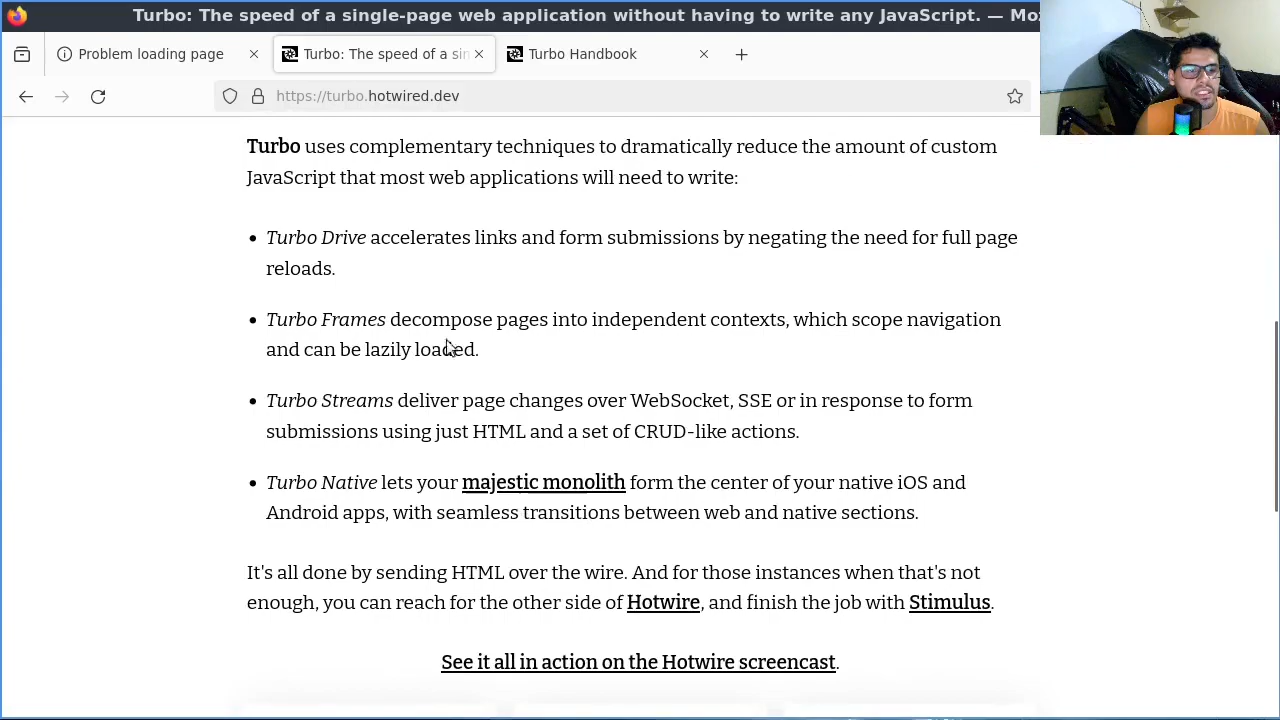 Turbo: The speed of a single-page web application without having to write any JavaScript. — Mo
Problem loading page
Turbo: The speed of a sin
Turbo Handbook
https://turbo.hotwired.dev
Turbo uses complementary techniques to dramatically reduce the amount of custom
JavaScript that most web applications will need to write:
• Turbo Drive accelerates links and form submissions by negating the need for full page
reloads.
• Turbo Frames decompose pages into independent contexts, which scope navigation
and can be lazily loaded.
• Turbo Streams deliver page changes over WebSocket, SSE or in response to form
submissions using just HTML and a set of CRUD-like actions.
• Turbo Native lets your majestic monolith form the center of your native iOS and
Android apps, with seamless transitions between web and native sections.
It's all done by sending HTML over the wire. And for those instances when that's not
enough, you can reach for the other side of Hotwire, and finish the job with Stimulus.
See it all in action on the Hotwire screencast.